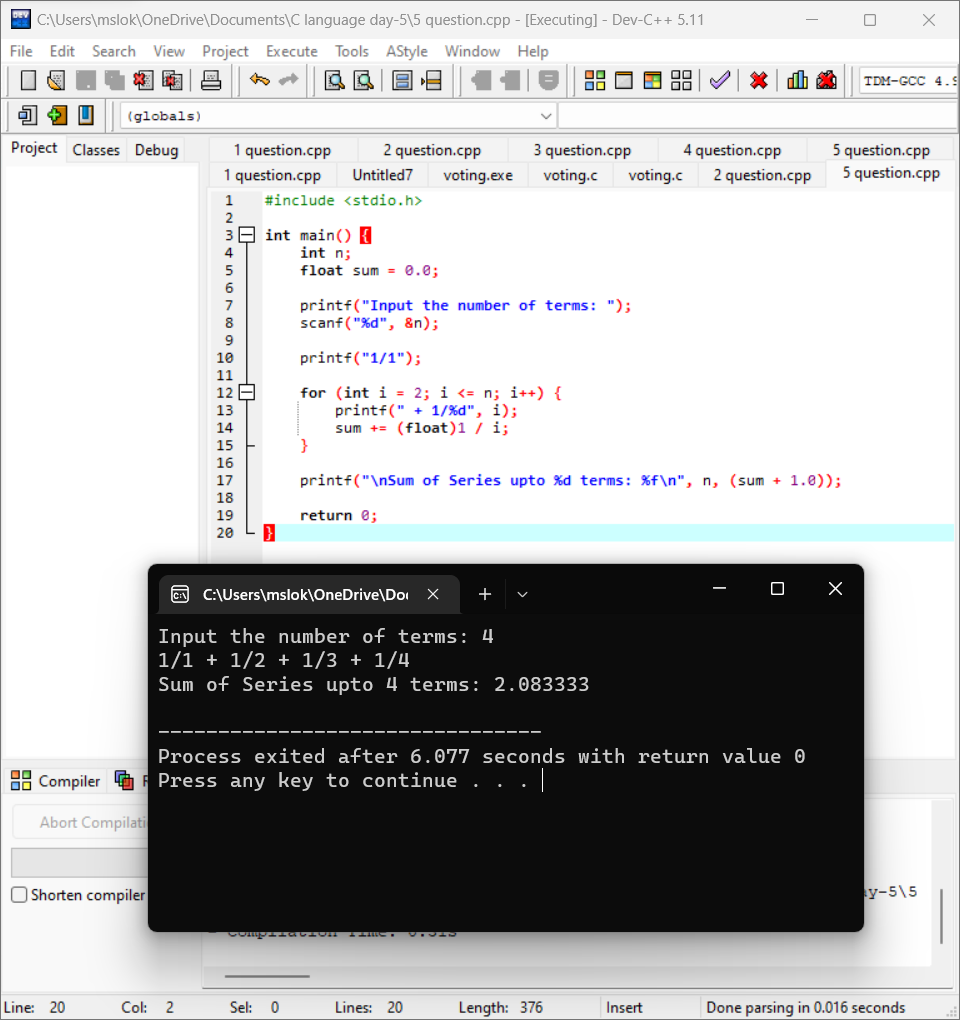 C:\Users\mslok\OneDrive\Documents\C language day-5\5 question.cpp - [Executing] - Dev-C++ 5.11
File Edit Search View Project Execute Tools AStyle Window Help
TDM-GCC 4.9
(globals)
Project Classes Debug
1 question.cpp 2 question.cpp 3 question.cpp 4 question.cpp 5 question.cpp
1 question.cpp Untitled7 voting.exe voting.c voting.c 2 question.cpp 5 question.cpp
1 #include <stdio.h>
2
3 int main() {
4 int n;
5 float sum = 0.0;
6
7 printf("Input the number of terms: ");
8 scanf("%d", &n);
9
10 printf("1/1");
11
12 for (int i = 2; i <= n; i++) {
13 printf(" + 1/%d", i);
14 sum += (float)1 / i;
15 }
16
17 printf("\nSum of Series upto %d terms: %f\n", n, (sum + 1.0));
18
19 return 0;
20 }
C:\Users\mslok\OneDrive\Do
Input the number of terms: 4
1/1 + 1/2 + 1/3 + 1/4
Sum of Series upto 4 terms: 2.083333
--------------------------------
Process exited after 6.077 seconds with return value 0
Press any key to continue . . .
Compiler
Abort Compilati
Shorten compiler
ay-5\5
- Compilation Time: 0.31s
Line: 20 Col: 2 Sel: 0 Lines: 20 Length: 376 Insert Done parsing in 0.016 seconds